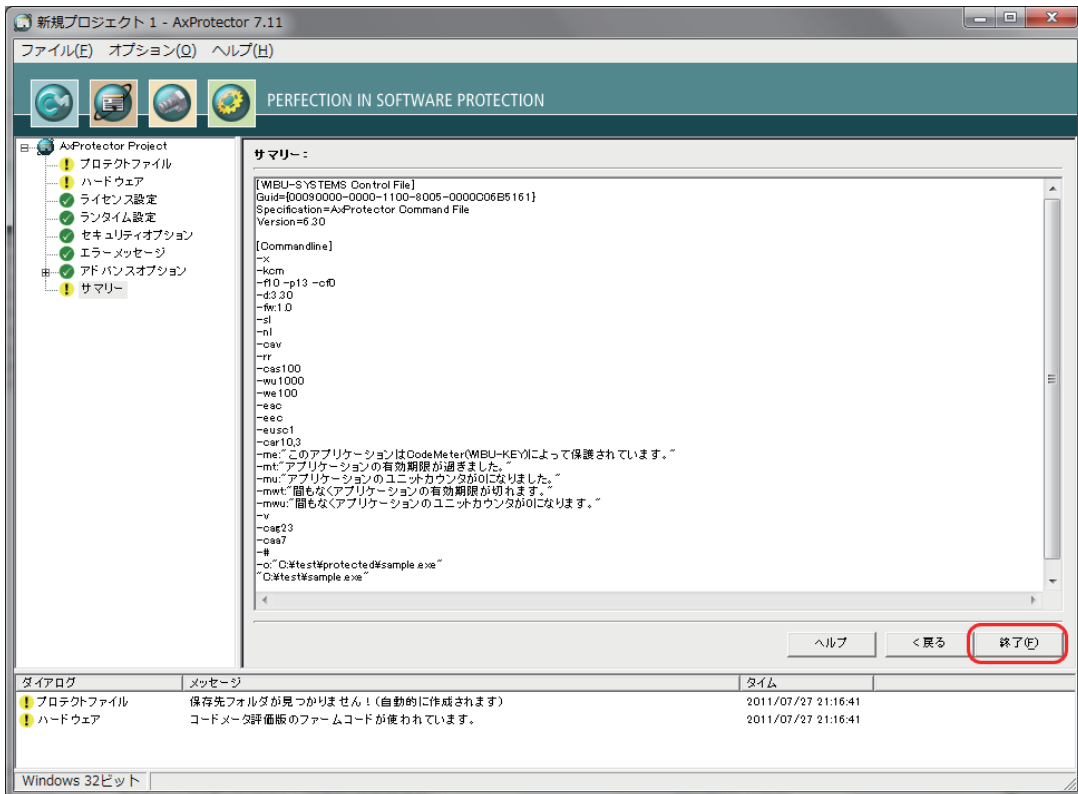 新規プロジェクト 1 - AxProtector 7.11
ファイル(F) オプション(O) ヘルプ(H)
PERFECTION IN SOFTWARE PROTECTION
AxProtector Project
プロテクトファイル
ハードウェア
ライセンス設定
ランタイム設定
セキュリティオプション
エラーメッセージ
アドバンスオプション
サマリー
サマリー:
[WIBU-SYSTEMS Control File]
Guid={00090000-0000-1100-8005-0000C06B5161}
Specification=AxProtector Command File
Version=6.30
[Commandline]
-x
-kcm
-f10 -p13 -cf0
-d:3.30
-fw:1.0
-sl
-nl
-cav
-rr
-cas100
-wu1000
-we100
-eac
-eec
-eusc1
-car10,3
-me:"このアプリケーションはCodeMeter(WIBU-KEY)によって保護されています。"
-mt:"アプリケーションの有効期限が過ぎました。"
-mu:"アプリケーションのユニットカウンタが0になりました。"
-mwt:"間もなくアプリケーションの有効期限が切れます。"
-mwu:"間もなくアプリケーションのユニットカウンタが0になります。"
-v
-cag23
-caa7
-#
-o:"C:¥test¥protected¥sample.exe"
"C:¥test¥sample.exe"
ヘルプ <戻る 終了(F)
ダイアログ メッセージ タイム
プロテクトファイル 保存先フォルダが見つかりません!(自動的に作成されます) 2011/07/27 21:16:41
ハードウェア コードメータ評価版のファームコードが使われています。 2011/07/27 21:16:41
Windows 32ビット